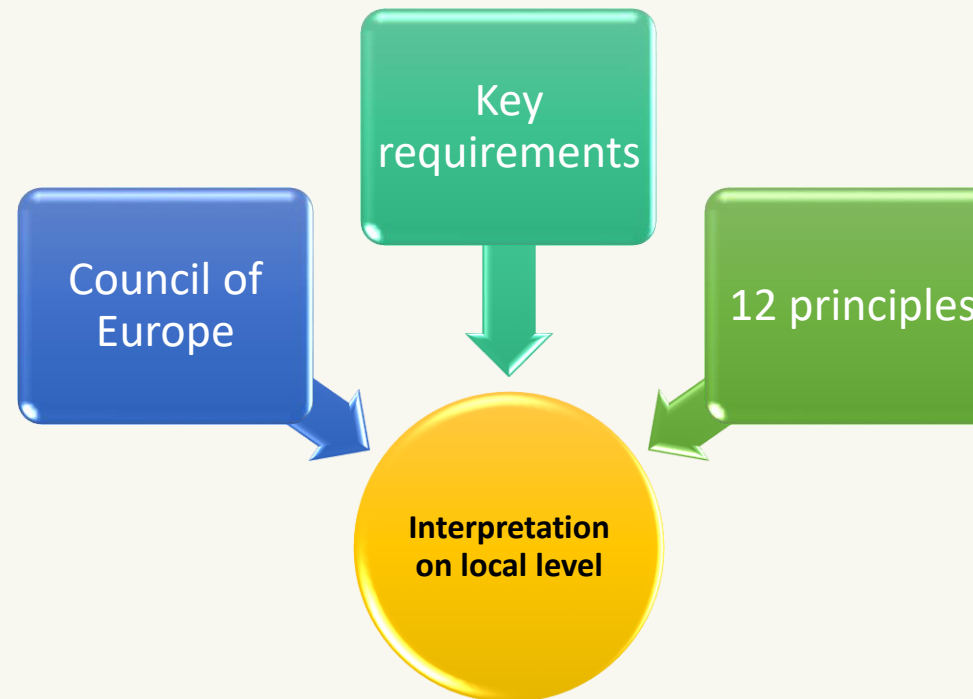 Key
requirements
Council of
Europe
12 principles
Interpretation
on local level